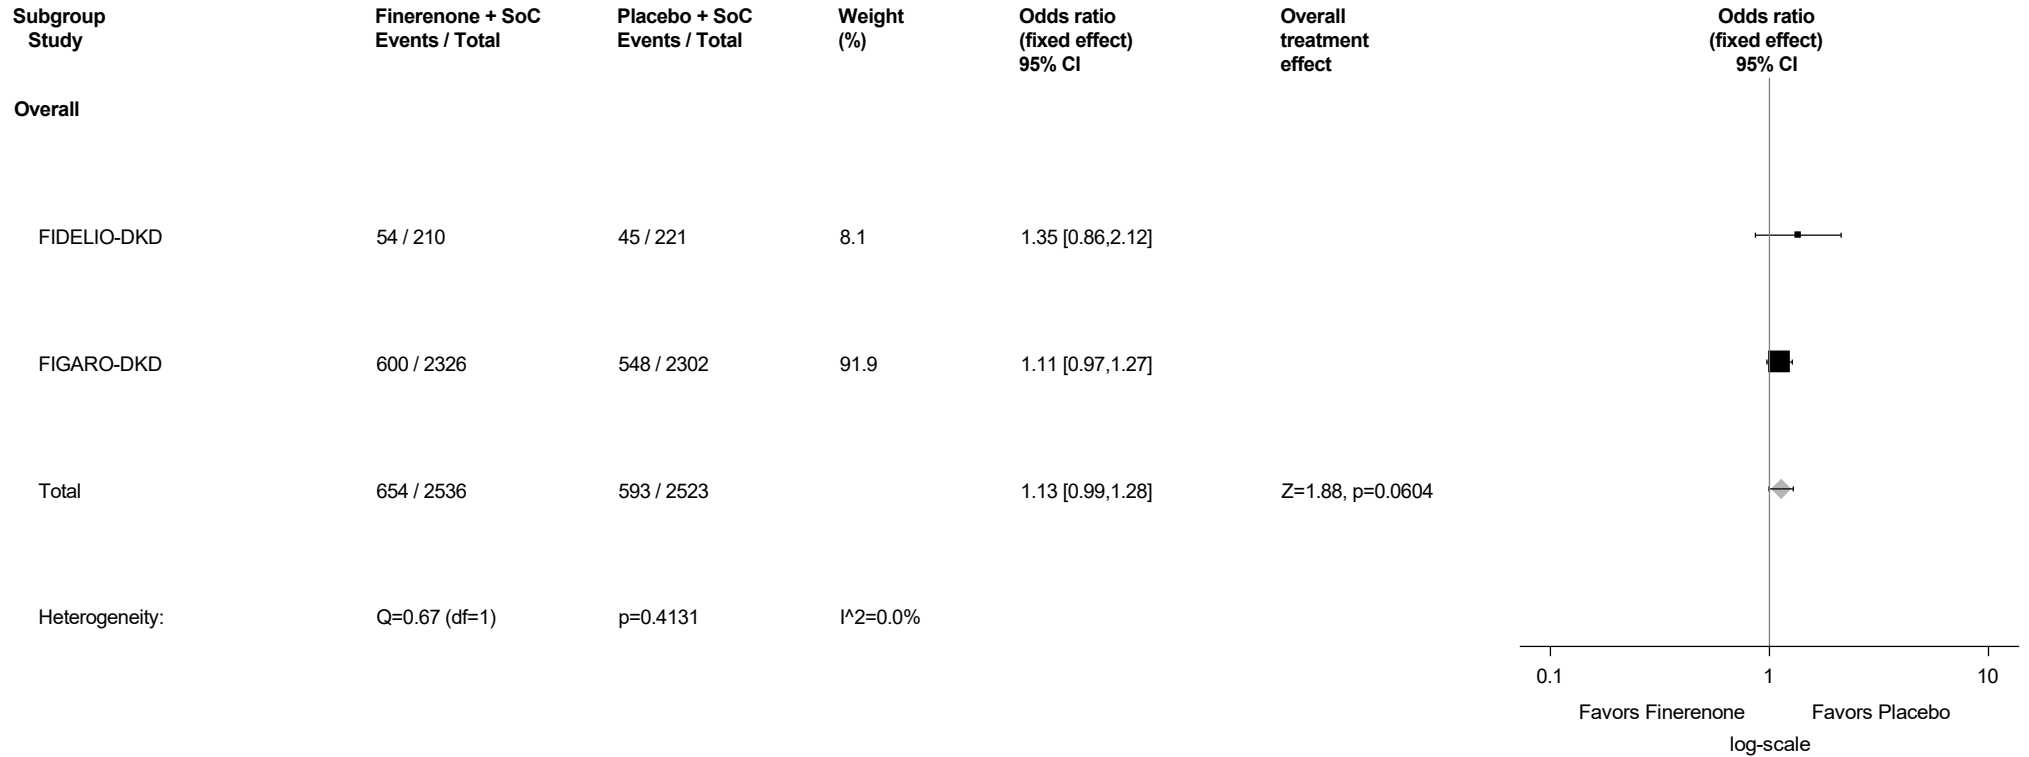 Subgroup Finerenone + SoC Placebo + SoC Weight Odds ratio Overall Odds ratio
Study Events / Total Events / Total (%) (fixed effect) treatment (fixed effect)
95% CI effect 95% CI
Overall
FIDELIO-DKD 54 / 210 45 / 221 8.1 1.35 [0.86,2.12]
FIGARO-DKD 600 / 2326 548 / 2302 91.9 1.11 [0.97,1.27]
Total 654 / 2536 593 / 2523 1.13 [0.99,1.28] Z=1.88, p=0.0604
Heterogeneity: Q=0.67 (df=1) p=0.4131 I^2=0.0%
0.1 1 10
Favors Finerenone Favors Placebo
log-scale